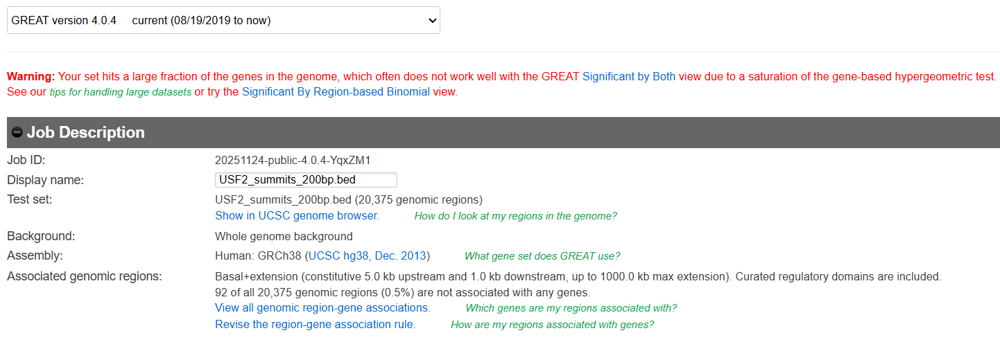 GREAT version 4.0.4 current (08/19/2019 to now)
Warning: Your set hits a large fraction of the genes in the genome, which often does not work well with the GREAT Significant by Both view due to a saturation of the gene-based hypergeometric test.
See our tips for handling large datasets or try the Significant By Region-based Binomial view.
Job Description
Job ID: 20251124-public-4.0.4-YqxZM1
Display name: USF2_summits_200bp.bed
Test set: USF2_summits_200bp.bed (20,375 genomic regions)
Show in UCSC genome browser. How do I look at my regions in the genome?
Background: Whole genome background
Assembly: Human: GRCh38 (UCSC hg38, Dec. 2013) What gene set does GREAT use?
Associated genomic regions: Basal+extension (constitutive 5.0 kb upstream and 1.0 kb downstream, up to 1000.0 kb max extension). Curated regulatory domains are included.
92 of all 20,375 genomic regions (0.5%) are not associated with any genes.
View all genomic region-gene associations. Which genes are my regions associated with?
Revise the region-gene association rule. How are my regions associated with genes?